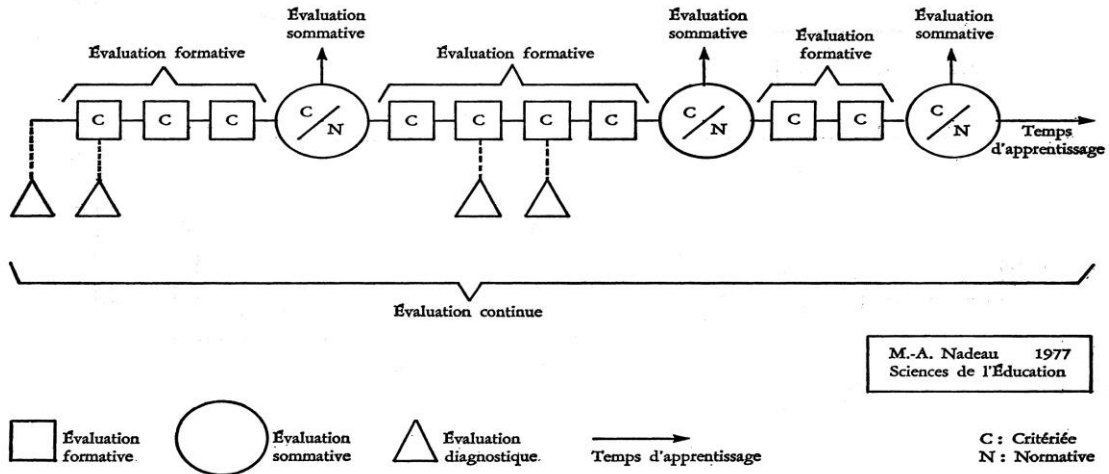 Évaluation
sommative
Évaluation
sommative
Évaluation
sommative
Évaluation formative
Évaluation formative
Évaluation
formative
C
C
C
C/N
C
C
C
C
C/N
C
C
C/N
Temps
d'apprentissage
Évaluation continue
M.-A. Nadeau 1977
Sciences de l'Éducation
Évaluation
formative
Évaluation
sommative
Évaluation
diagnostique
Temps d'apprentissage
C : Critériée
N : Normative